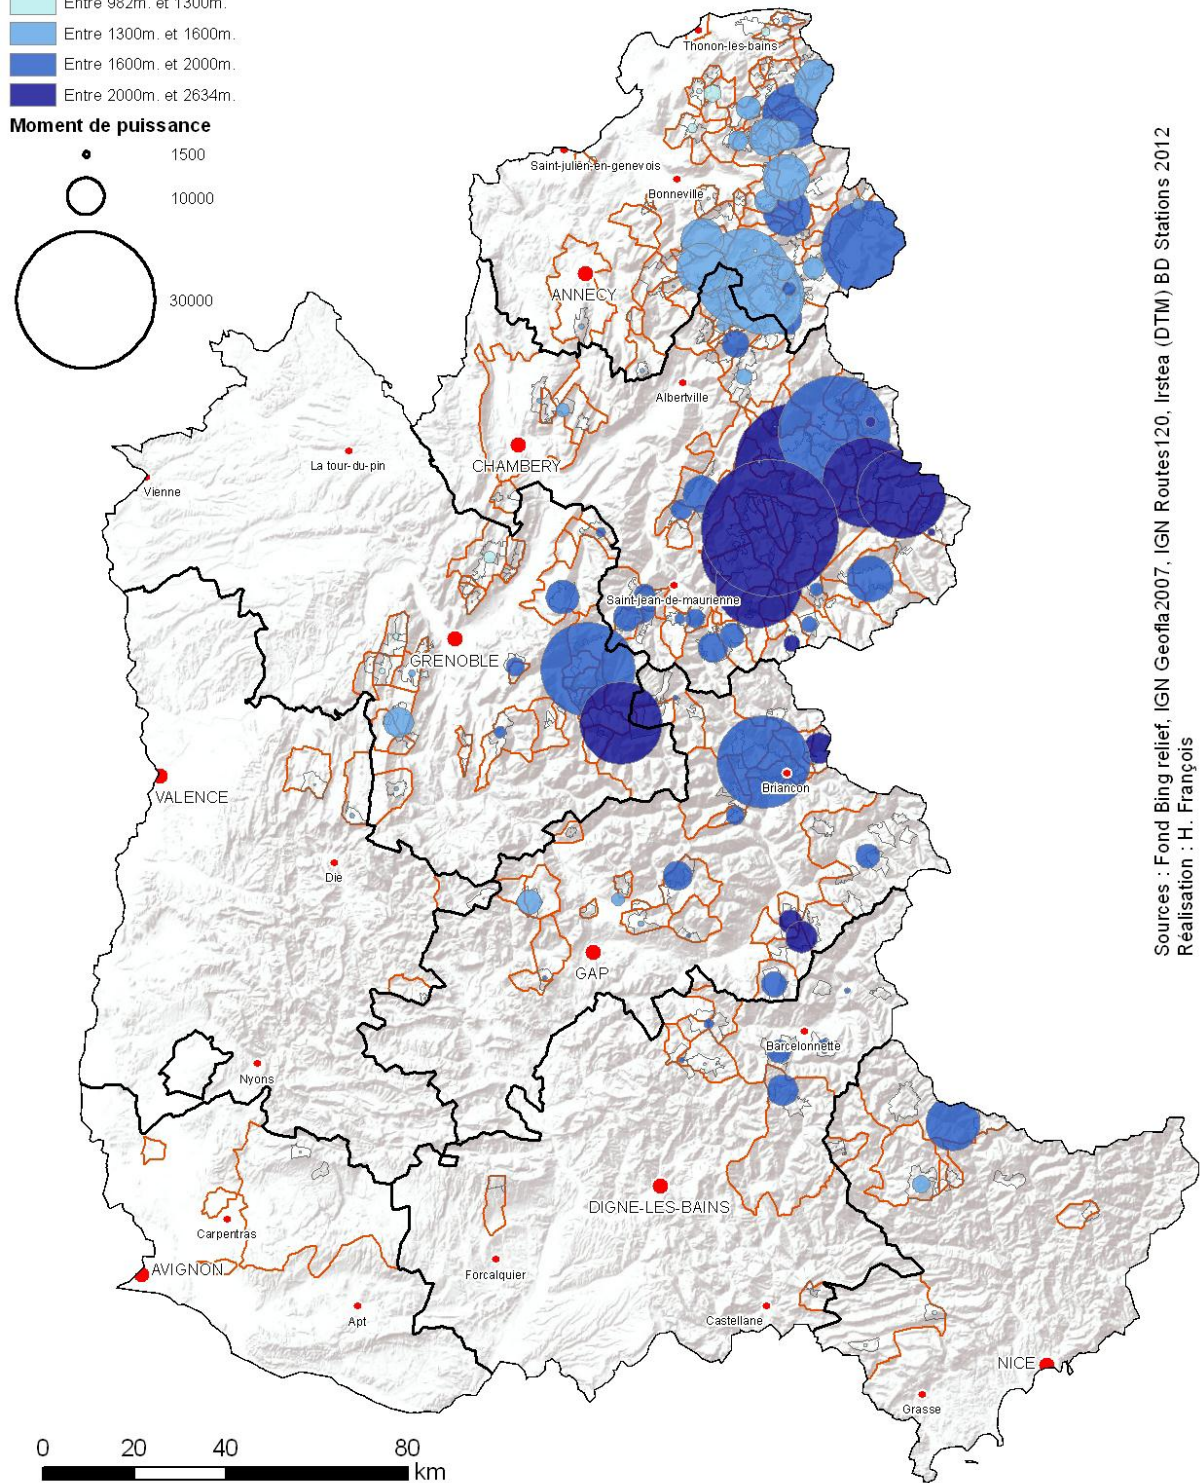 Entre 982m. et 1300m.
Entre 1300m. et 1600m.
Entre 1600m. et 2000m.
Entre 2000m. et 2634m.
Moment de puissance
1500
10000
30000
Thonon-les-bains
Saint-julien-en-genevois
Bonneville
ANNECY
Albertville
CHAMBERY
La tour-du-pin
Vienne
Saint-jean-de-maurienne
GRENOBLE
VALENCE
Briancon
Die
GAP
Barcelonnette
Nyons
DIGNE-LES-BAINS
Carpentras
AVIGNON
Forcalquier
Apt
Castellane
NICE
Grasse
0 20 40 80
km
Sources : Fond Bing relief, IGN Geofla2007, IGN Routes120, Irstea (DTM) BD Stations 2012
Réalisation : H. François